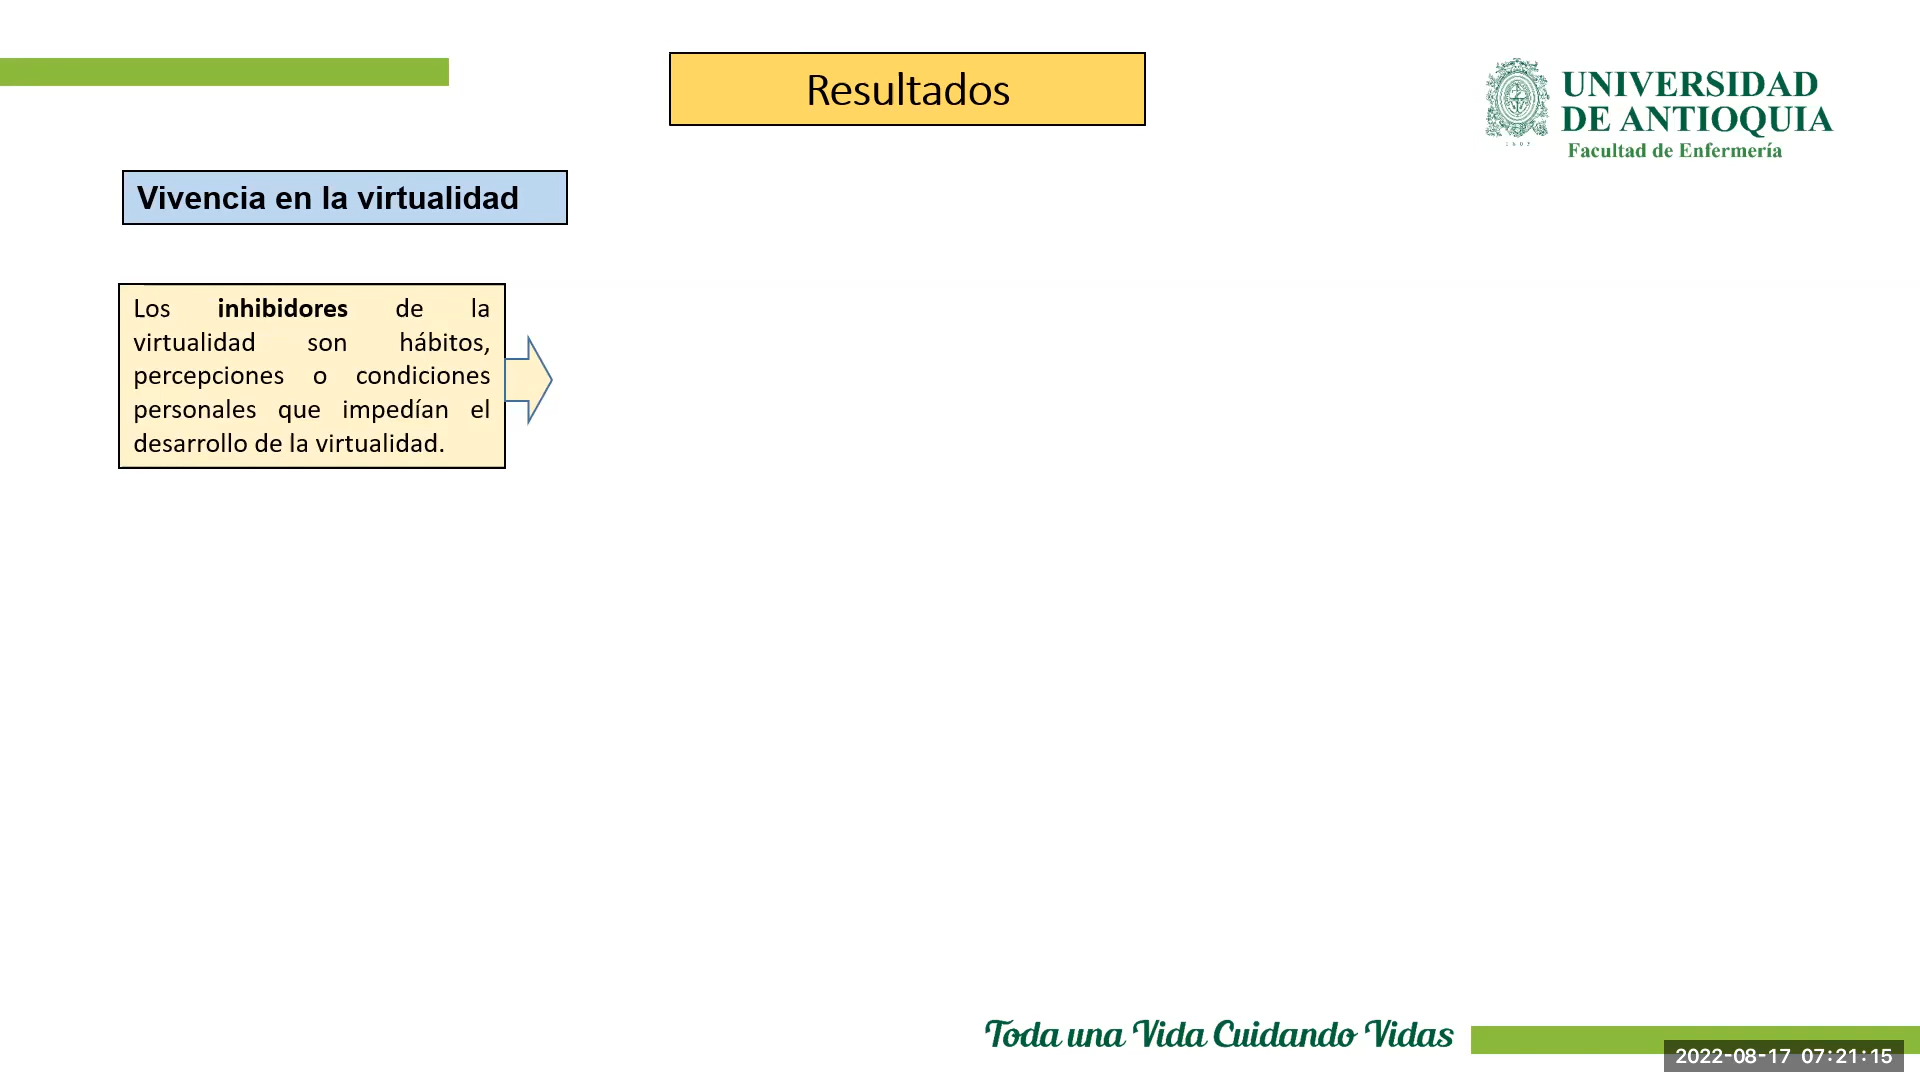 Resultados
UNIVERSIDAD
DE ANTIOQUIA
Facultad de Enfermería
1803
Vivencia en la virtualidad
Los inhibidores de la
virtualidad son hábitos,
percepciones o condiciones
personales que impedían el
desarrollo de la virtualidad.
Toda una Vida Cuidando Vidas
2022-08-17 07:21:15